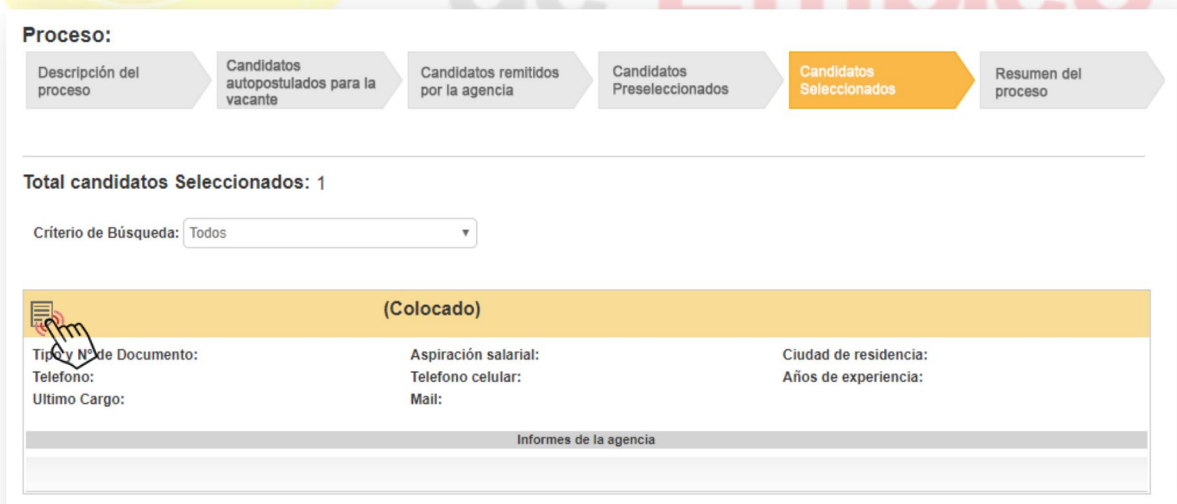 de Empleo
Proceso:
Descripción del
proceso
Candidatos
autopostulados para la
vacante
Candidatos remitidos
por la agencia
Candidatos
Preseleccionados
Candidatos
Seleccionados
Resumen del
proceso
Total candidatos Seleccionados: 1
Críterio de Búsqueda: Todos
(Colocado)
Tipo y N° de Documento: Aspiración salarial: Ciudad de residencia:
Telefono: Telefono celular: Años de experiencia:
Ultimo Cargo: Mail:
Informes de la agencia